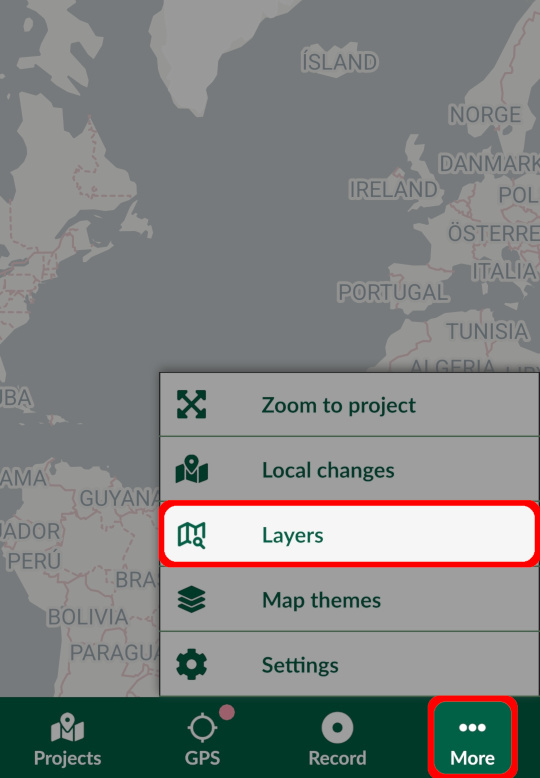 ÍSLAND
NORGE
DANMARK
IRELAND
POL
ÖSTERRE
ITALIA
PORTUGAL
TUNISIA
ALGERIA
UBA
Zoom to project
Local changes
AMA
GUYANA
Layers
ADOR
PERÚ
BRA
Map themes
BOLIVIA
PARAGUA
Settings
Projects
GPS
Record
More